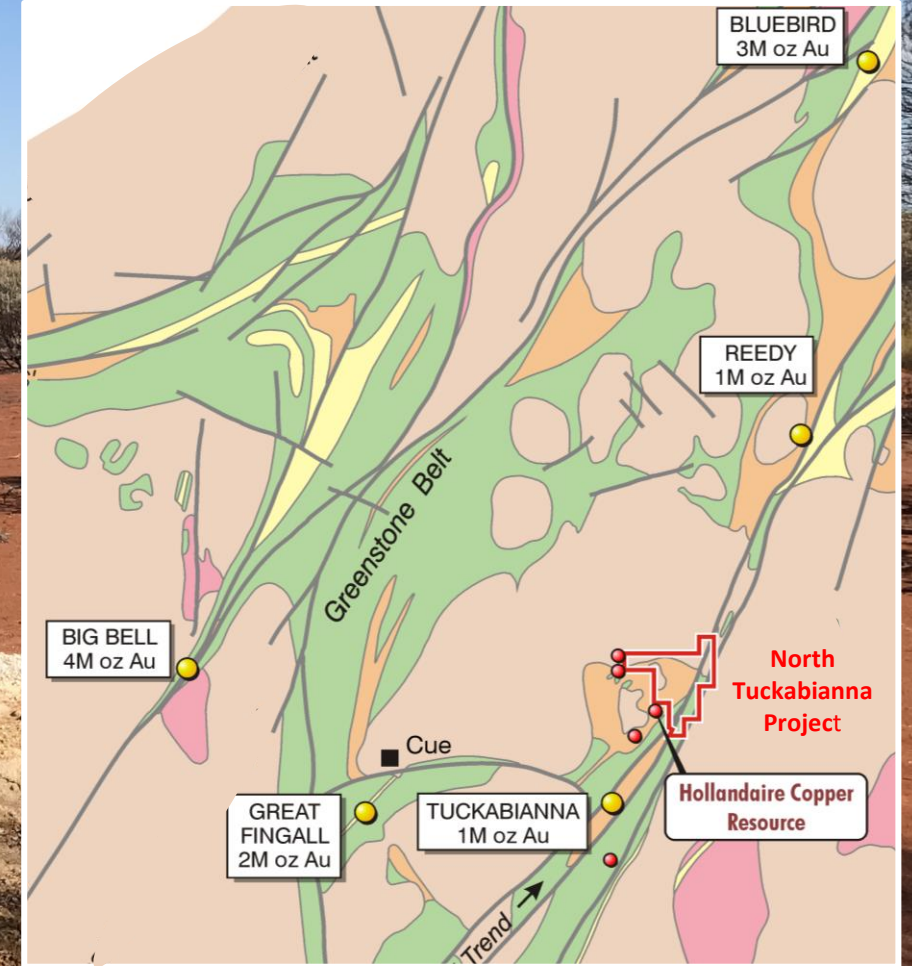 BLUEBIRD
3M oz Au
REEDY
1M oz Au
Greenstone Belt
BIG BELL
4M oz Au
North
Tuckabianna
Project
Cue
Hollandaire Copper
Resource
GREAT
FINGALL
2M oz Au
TUCKABIANNA
1M oz Au
Trend